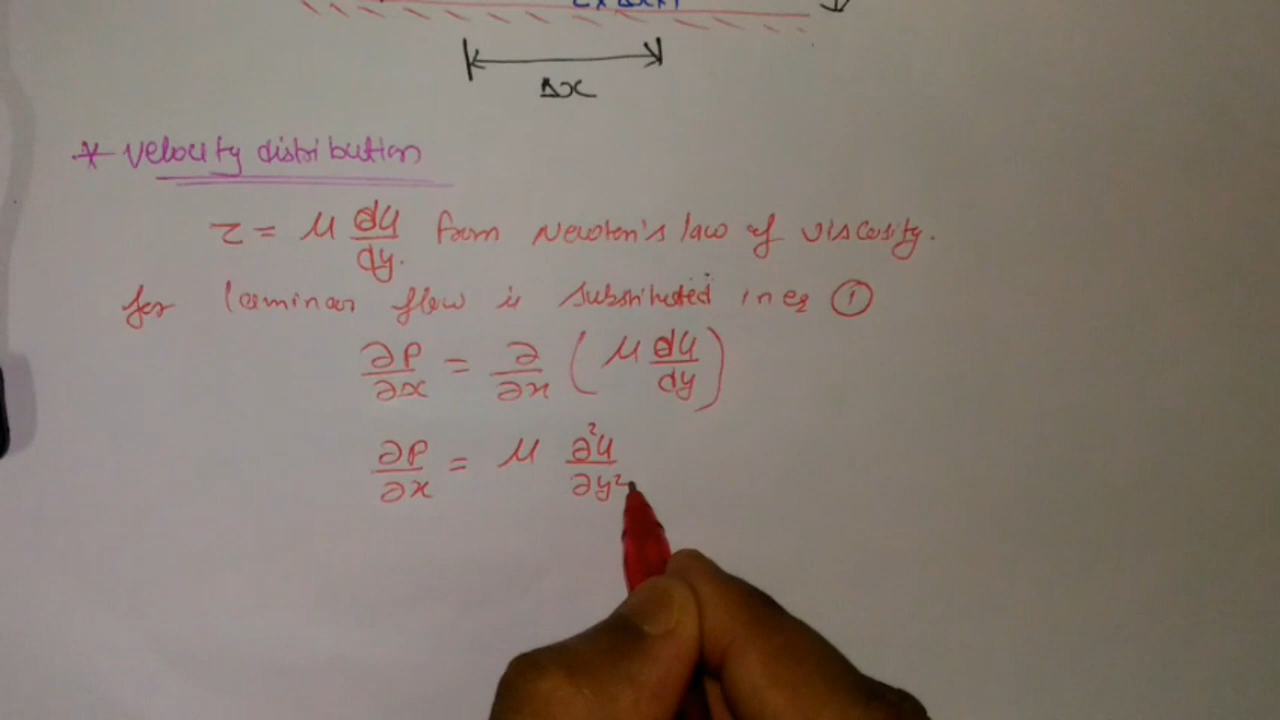 Δx
* Velocity distribution
τ = μ du/dy from Newton's law of viscosity.
for laminar flow is substituted in eq ①
∂P/∂x = ∂/∂x ( μ du/dy )
∂P/∂x = μ ∂²u/∂y²